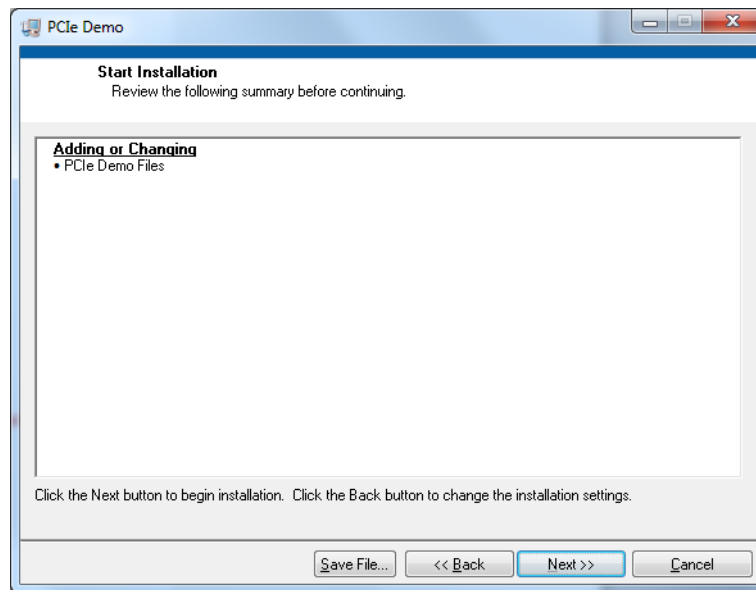 PCIe Demo
Start Installation
Review the following summary before continuing.
Adding or Changing
• PCIe Demo Files
Click the Next button to begin installation.  Click the Back button to change the installation settings.
Save File... << Back Next >> Cancel